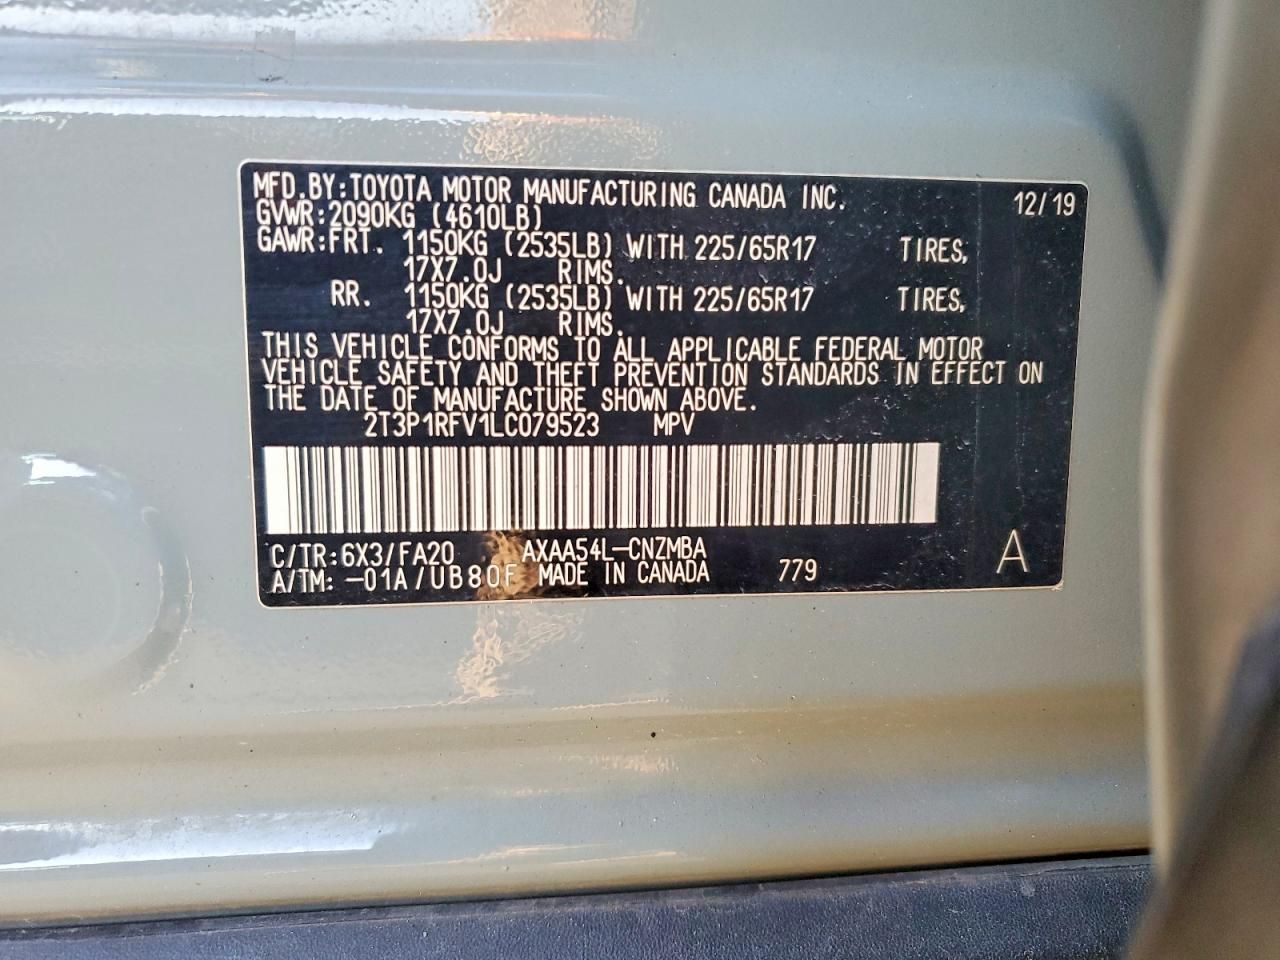 MFD.BY:TOYOTA MOTOR MANUFACTURING CANADA INC. 12/19
GVWR:2090KG (4610LB)
GAWR:FRT. 1150KG (2535LB) WITH 225/65R17 TIRES,
17X7.0J RIMS.
RR. 1150KG (2535LB) WITH 225/65R17 TIRES,
17X7.0J RIMS.
THIS VEHICLE CONFORMS TO ALL APPLICABLE FEDERAL MOTOR
VEHICLE SAFETY AND THEFT PREVENTION STANDARDS IN EFFECT ON
THE DATE OF MANUFACTURE SHOWN ABOVE.
2T3P1RFV1LC079523 MPV
C/TR:6X3/FA20 AXAA54L-CNZMBA
A/TM: -01A/UB80F MADE IN CANADA 779 A